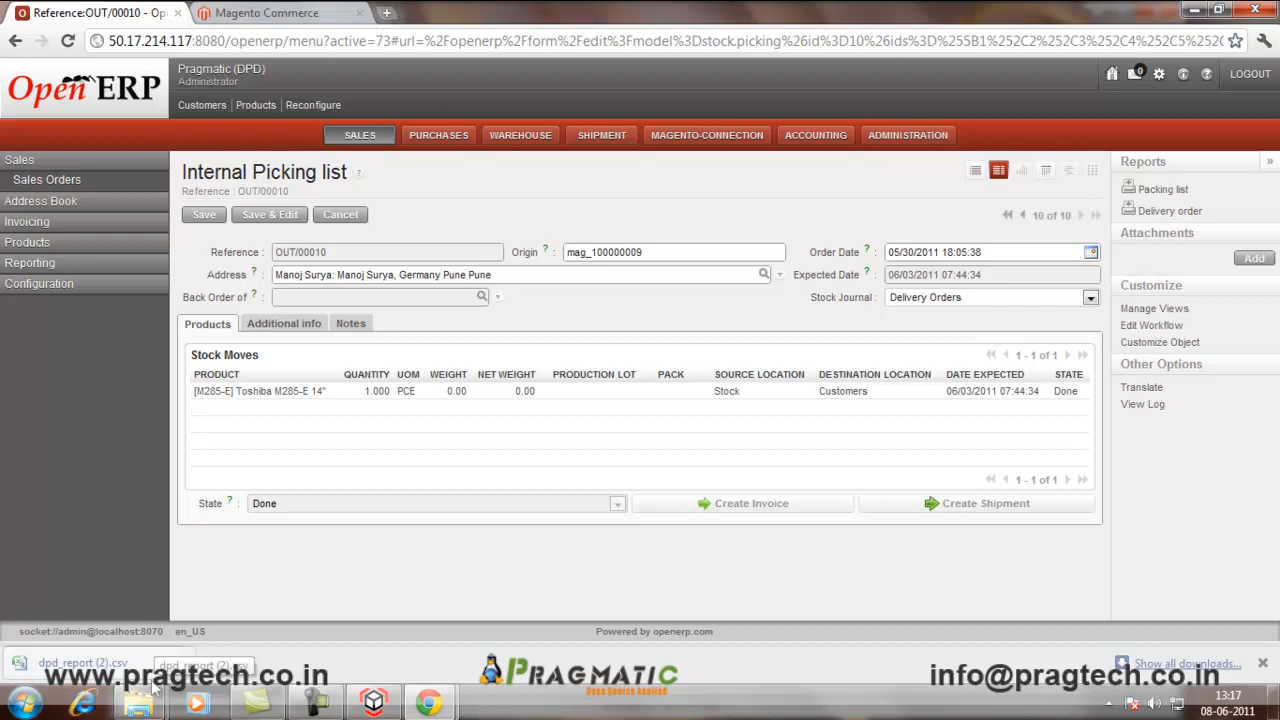 Reference:OUT/00010 - Op
Magento Commerce
50.17.214.117:8080/openerp/menu?active=73#url=%2Fopenerp%2Fform%2Fedit%3Fmodel%3Dstock.picking%26id%3D10%26ids%3D%255B1%252C2%252C3%252C4%252C5%252C
Open ERP
Pragmatic (DPD)
Administrator
Customers
Products
Reconfigure
0
LOGOUT
SALES
PURCHASES
WAREHOUSE
SHIPMENT
MAGENTO-CONNECTION
ACCOUNTING
ADMINISTRATION
Sales
Sales Orders
Address Book
Invoicing
Products
Reporting
Configuration
Internal Picking list ?
Reference : OUT/00010
Save
Save & Edit
Cancel
10 of 10
Reference : OUT/00010
Origin ? : mag_100000009
Order Date ? : 05/30/2011 18:05:38
Address ? : Manoj Surya: Manoj Surya, Germany Pune Pune
Expected Date ? : 06/03/2011 07:44:34
Back Order of ? :
Stock Journal : Delivery Orders
Products
Additional info
Notes
Stock Moves
1 - 1 of 1
PRODUCT QUANTITY UOM WEIGHT NET WEIGHT PRODUCTION LOT PACK SOURCE LOCATION DESTINATION LOCATION DATE EXPECTED STATE
[M285-E] Toshiba M285-E 14" 1.000 PCE 0.00 0.00 Stock Customers 06/03/2011 07:44:34 Done
1 - 1 of 1
State ? : Done
Create Invoice
Create Shipment
Reports
»
Packing list
Delivery order
Attachments
Add
Customize
Manage Views
Edit Workflow
Customize Object
Other Options
Translate
View Log
socket://admin@localhost:8070 en_US
Powered by openerp.com
dpd_report (2).csv
dpd_report (2).csv
Show all downloads...
www.pragtech.co.in
PRAGMATIC
Open Source Applied
info@pragtech.co.in
13:17
08-06-2011